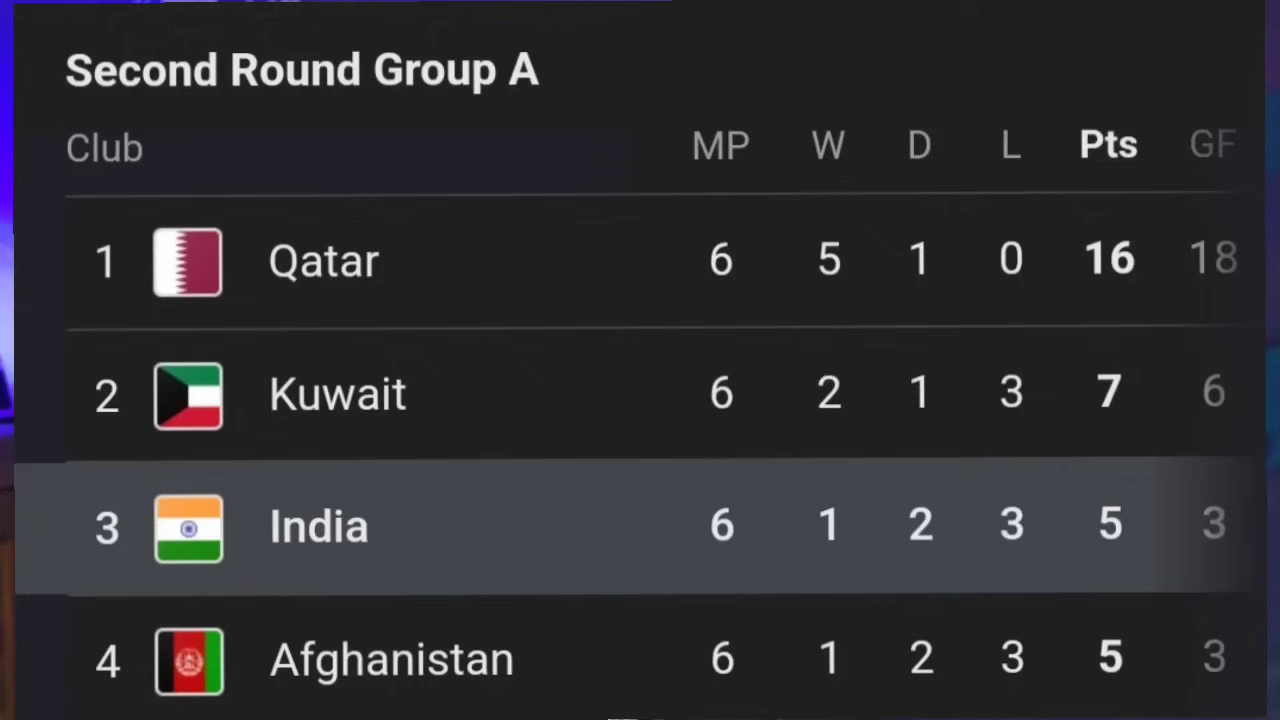 Second Round Group A
Club MP W D L Pts GF
1 Qatar 6 5 1 0 16 18
2 Kuwait 6 2 1 3 7 6
3 India 6 1 2 3 5 3
4 Afghanistan 6 1 2 3 5 3